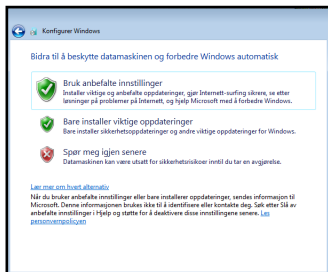 Konfigurer Windows
Bidra til å beskytte datamaskinen og forbedre Windows automatisk
Bruk anbefalte innstillinger
Installer viktige og anbefalte oppdateringer, gjør Internett-surfing sikrere, se etter
løsninger på problemer på Internett, og hjelp Microsoft med å forbedre Windows.
Bare installer viktige oppdateringer
Bare installer sikkerhetsoppdateringer og andre viktige oppdateringer for Windows.
Spør meg igjen senere
Datamaskinen kan være utsatt for sikkerhetsrisikoer inntil du tar en avgjørelse.
Lær mer om hvert alternativ
Når du bruker anbefalte innstillinger eller bare installerer oppdateringer, sendes informasjon til
Microsoft. Denne informasjonen brukes ikke til å identifisere eller kontakte deg. Søk etter Slå av
anbefalte innstillinger i Hjelp og støtte for å deaktivere disse innstillingene senere. Les
personvernpolicyen